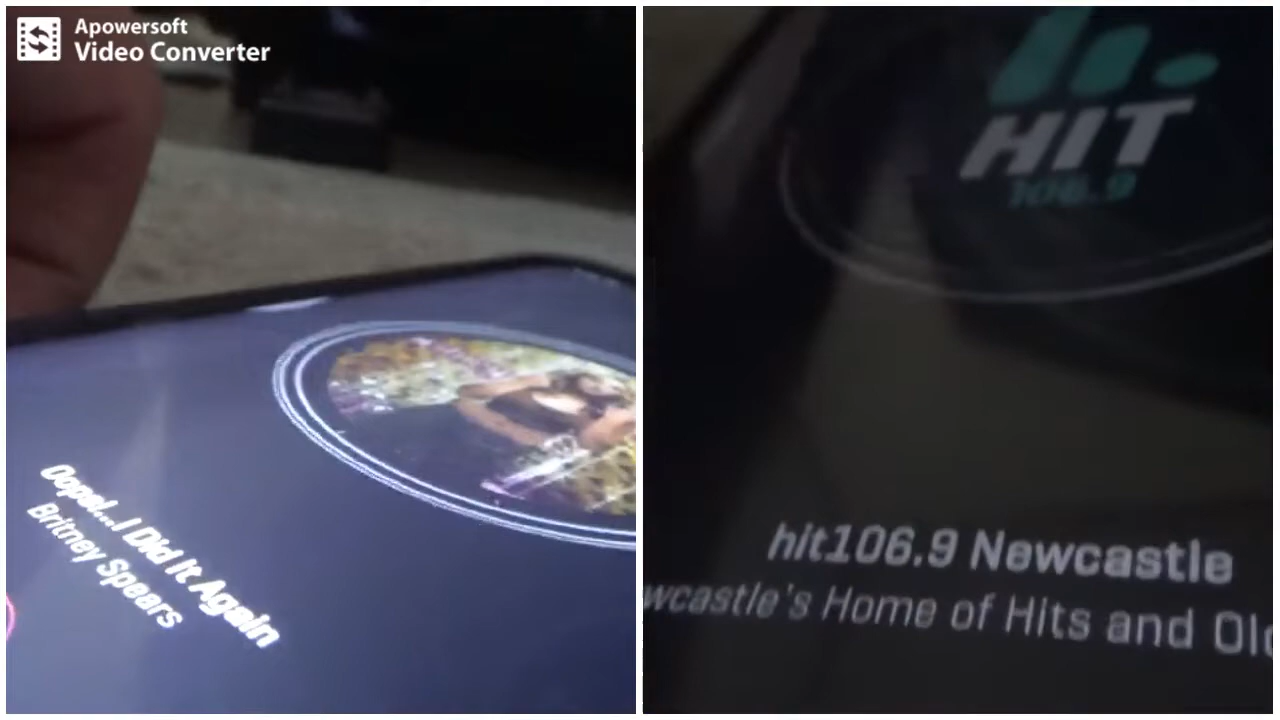 Apowersoft
Video Converter
Oops!...I Did It Again
Britney Spears
HIT
106.9
hit106.9 Newcastle
wcastle's Home of Hits and Old